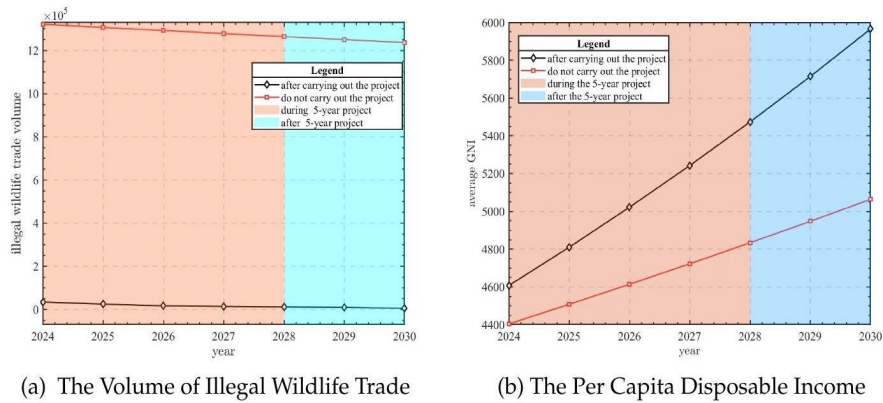 ×10⁵
12
10
8
6
4
2
0
illegal wildlife trade volume
Legend
after carrying out the project
do not carry out the project
during 5-year project
after 5-year project
2024 2025 2026 2027 2028 2029 2030
year
(a) The Volume of Illegal Wildlife Trade
6000
5800
5600
5400
5200
5000
4800
4600
4400
average GNI
Legend
after carrying out the project
do not carry out the project
during the 5-year project
after the 5-year project
2024 2025 2026 2027 2028 2029 2030
year
(b) The Per Capita Disposable Income